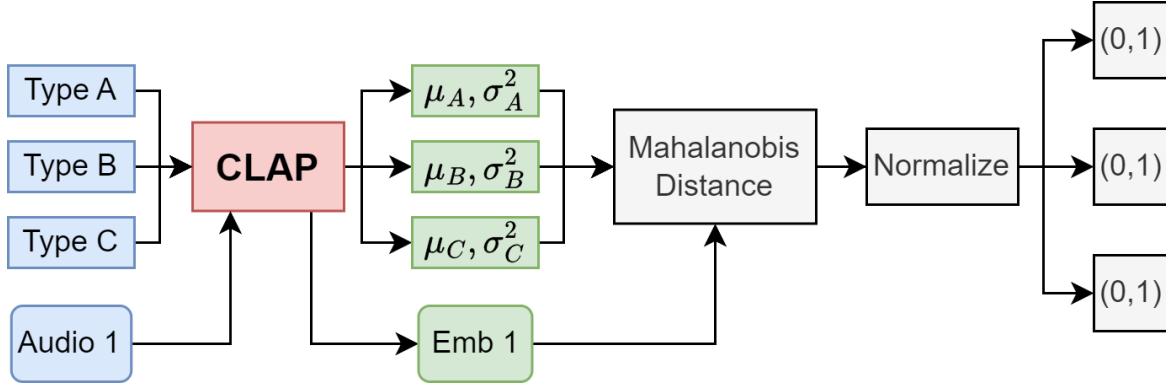 Type A
Type B
Type C
Audio 1
CLAP
μ_A, σ_A^2
μ_B, σ_B^2
μ_C, σ_C^2
Emb 1
Mahalanobis
Distance
Normalize
(0,1)
(0,1)
(0,1)